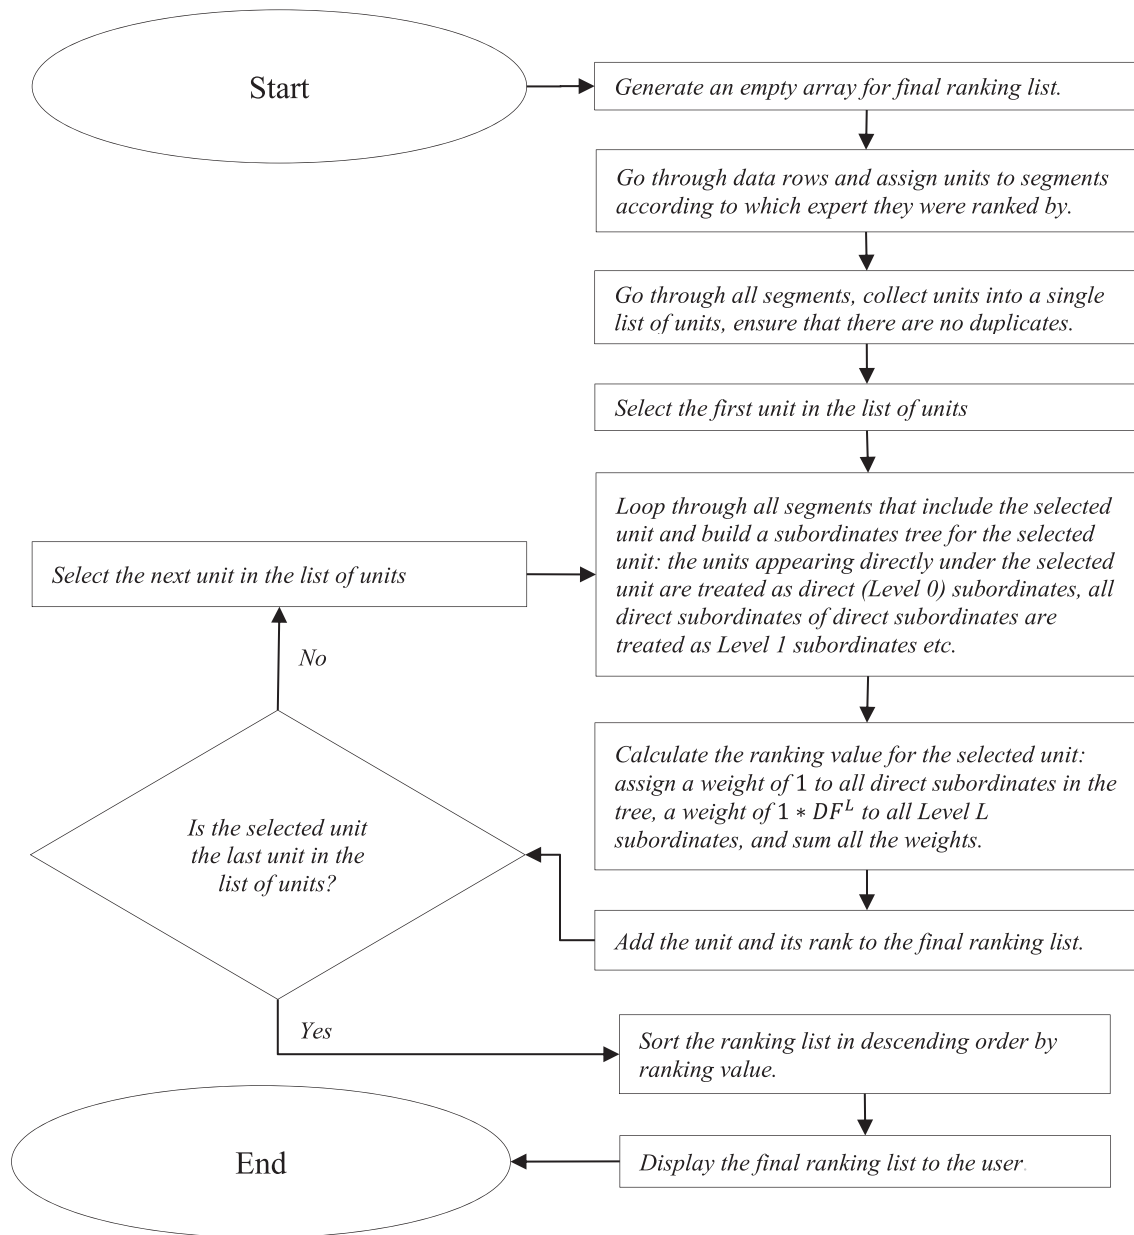 Start
Generate an empty array for final ranking list.
Go through data rows and assign units to segments
according to which expert they were ranked by.
Go through all segments, collect units into a single
list of units, ensure that there are no duplicates.
Select the first unit in the list of units
Loop through all segments that include the selected
unit and build a subordinates tree for the selected
unit: the units appearing directly under the selected
unit are treated as direct (Level 0) subordinates, all
direct subordinates of direct subordinates are
treated as Level 1 subordinates etc.
Select the next unit in the list of units
No
Calculate the ranking value for the selected unit:
assign a weight of 1 to all direct subordinates in the
tree, a weight of 1 * DF^L to all Level L
subordinates, and sum all the weights.
Is the selected unit
the last unit in the
list of units?
Add the unit and its rank to the final ranking list.
Yes
Sort the ranking list in descending order by
ranking value.
Display the final ranking list to the user.
End